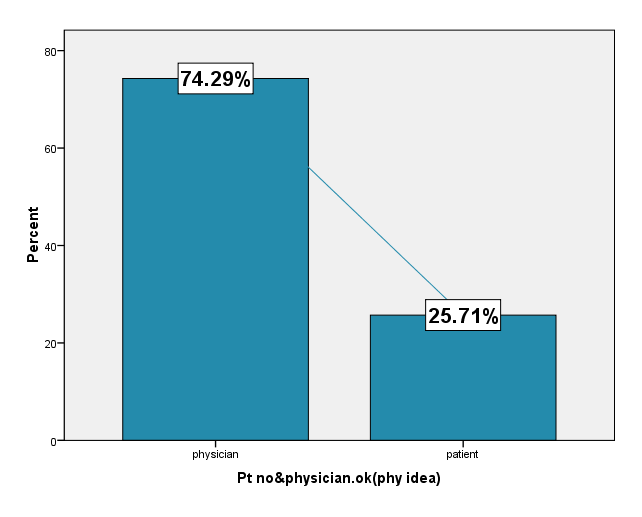 80
74.29%
60
Percent
40
25.71%
20
0
physician
patient
Pt no&physician.ok(phy idea)